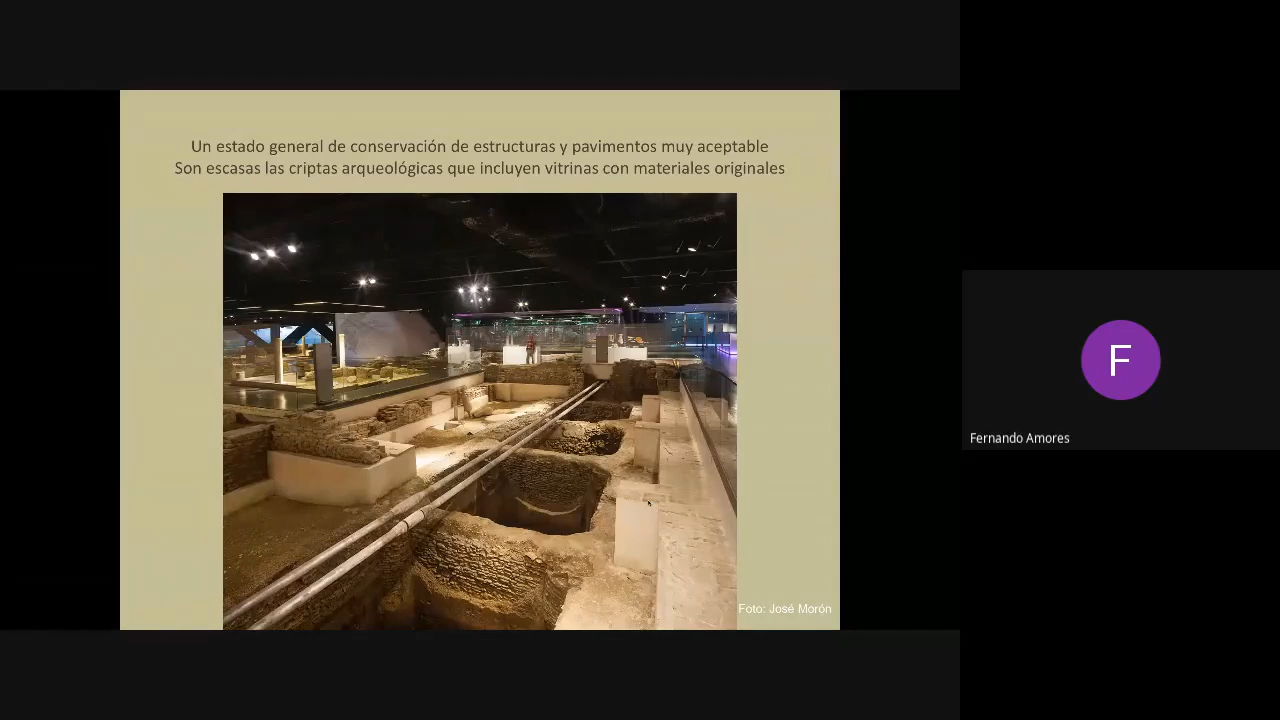 Un estado general de conservación de estructuras y pavimentos muy aceptable
Son escasas las criptas arqueológicas que incluyen vitrinas con materiales originales
Foto: José Morón
F
Fernando Amores